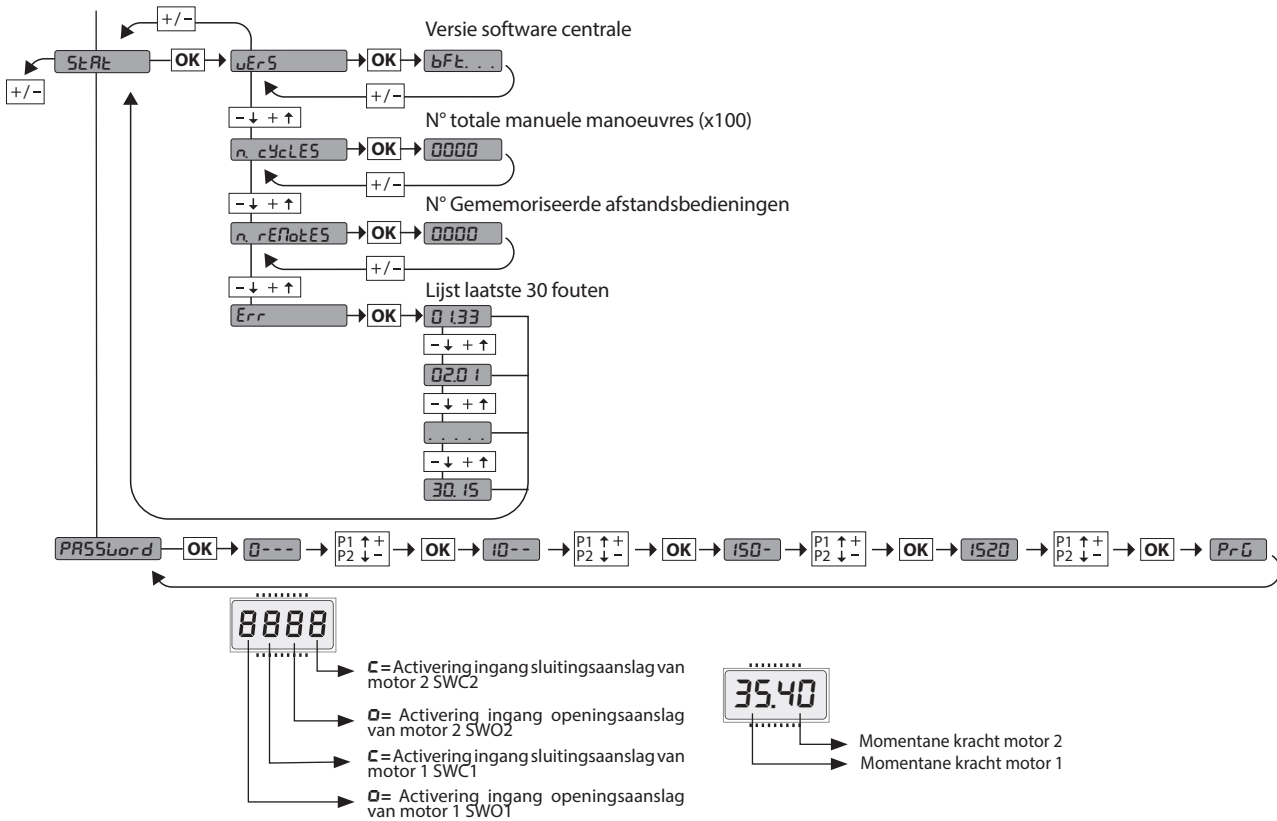 +/-
Versie software centrale
StAt OK vErS OK bFt. . .
+/-
+/-
- ↓ + ↑
N° totale manuele manoeuvres (x100)
n. cYcLES OK 0000
+/-
- ↓ + ↑
N° Gememoriseerde afstandsbedieningen
n. rEMotES OK 0000
+/-
- ↓ + ↑
Lijst laatste 30 fouten
Err OK 01.33
- ↓ + ↑
02.01
- ↓ + ↑
. . . . .
- ↓ + ↑
30.15
PASSword OK 0--- P1 ↑ + OK 10-- P1 ↑ + OK 150- P1 ↑ + OK 1520 P1 ↑ + OK PrG
P2 ↓ - P2 ↓ - P2 ↓ - P2 ↓ -
8888
C = Activering ingang sluitingsaanslag van
motor 2 SWC2
O = Activering ingang openingsaanslag
van motor 2 SWO2
C = Activering ingang sluitingsaanslag van
motor 1 SWC1
O = Activering ingang openingsaanslag
van motor 1 SWO1
35.40
Momentane kracht motor 2
Momentane kracht motor 1